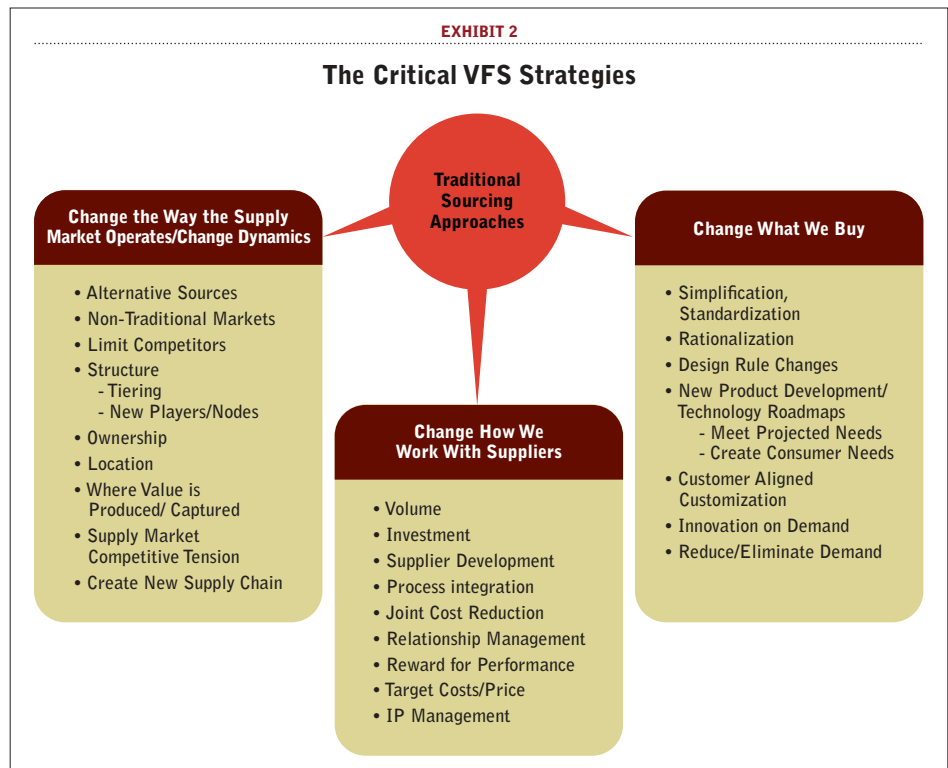 EXHIBIT 2
The Critical VFS Strategies
Traditional
Sourcing
Approaches
Change the Way the Supply
Market Operates/Change Dynamics
• Alternative Sources
• Non-Traditional Markets
• Limit Competitors
• Structure
- Tiering
- New Players/Nodes
• Ownership
• Location
• Where Value is
Produced/ Captured
• Supply Market
Competitive Tension
• Create New Supply Chain
Change How We
Work With Suppliers
• Volume
• Investment
• Supplier Development
• Process integration
• Joint Cost Reduction
• Relationship Management
• Reward for Performance
• Target Costs/Price
• IP Management
Change What We Buy
• Simplification,
Standardization
• Rationalization
• Design Rule Changes
• New Product Development/
Technology Roadmaps
- Meet Projected Needs
- Create Consumer Needs
• Customer Aligned
Customization
• Innovation on Demand
• Reduce/Eliminate Demand